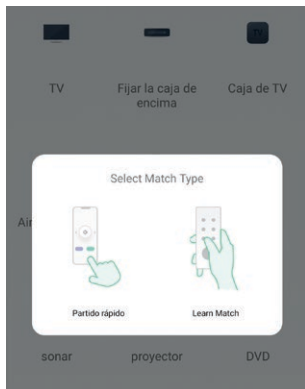 TV
Fijar la caja de
encima
Caja de TV
Select Match Type
Partido rápido
Learn Match
sonar
proyector
DVD